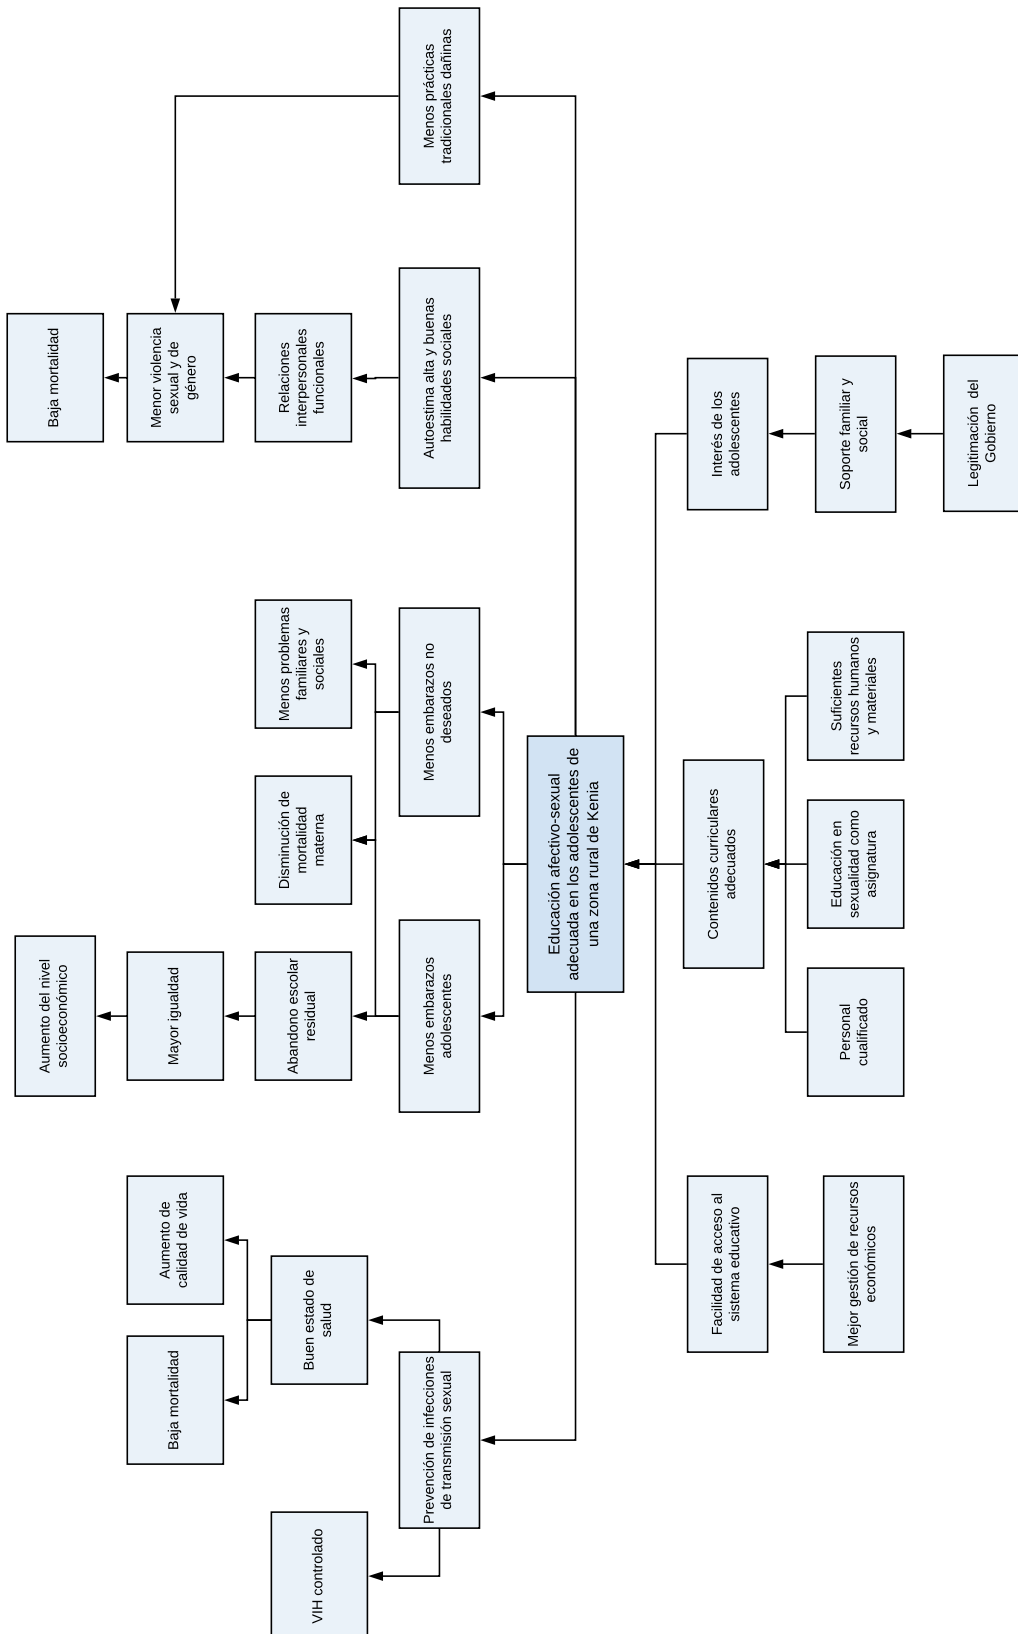 Baja mortalidad
Aumento del nivel
socioeconómico
VIH controlado
Baja mortalidad
Aumento de
calidad de vida
Mayor igualdad
Menor violencia
sexual y de
género
Buen estado de
salud
Abandono escolar
residual
Disminución de
mortalidad
materna
Menos problemas
familiares y
sociales
Relaciones
interpersonales
funcionales
Prevención de infecciones
de transmisión sexual
Menos embarazos
adolescentes
Menos embarazos no
deseados
Autoestima alta y buenas
habilidades sociales
Menos prácticas
tradicionales dañinas
Educación afectivo-sexual
adecuada en los adolescentes de
una zona rural de Kenia
Facilidad de acceso al
sistema educativo
Contenidos curriculares
adecuados
Interés de los
adolescentes
Mejor gestión de recursos
económicos
Personal
cualificado
Educación en
sexualidad como
asignatura
Suficientes
recursos humanos
y materiales
Soporte familiar y
social
Legitimación  del
Gobierno